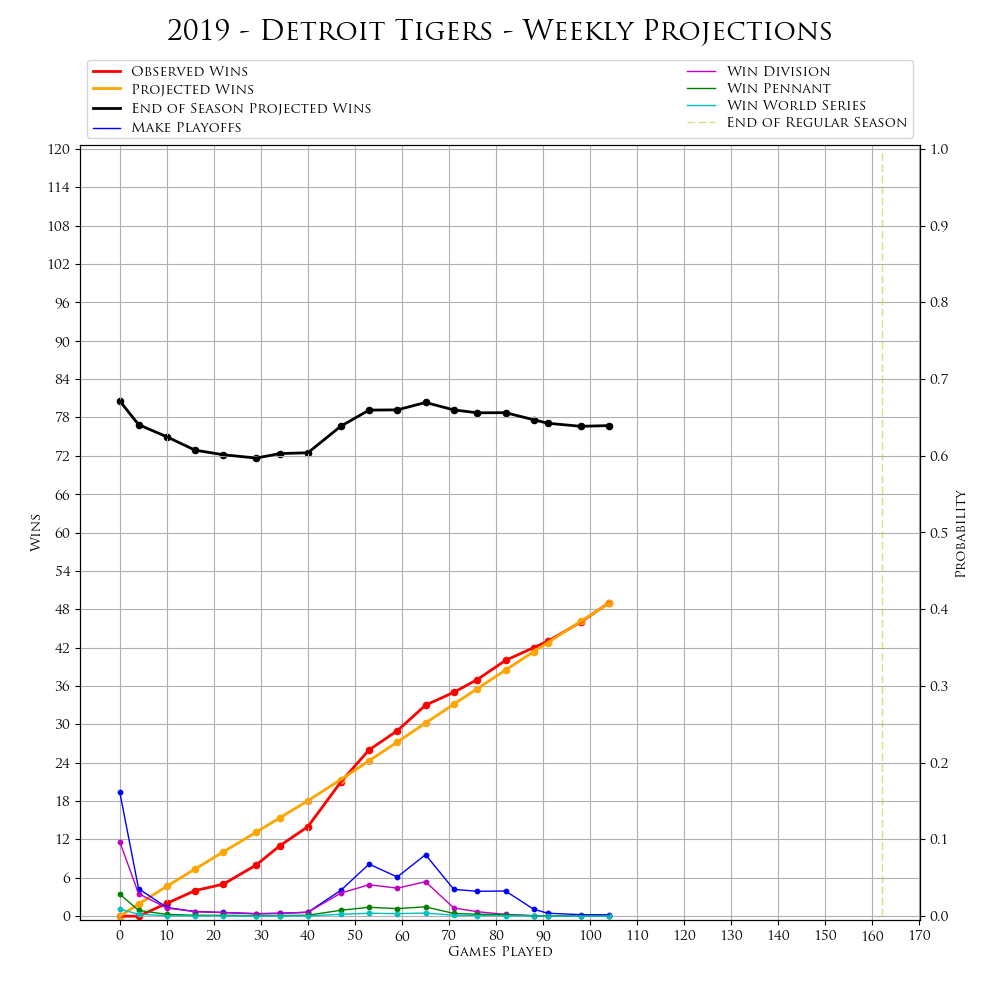 2019 - Detroit Tigers - Weekly Projections
Observed Wins
Projected Wins
End of Season Projected Wins
Make Playoffs
Win Division
Win Pennant
Win World Series
End of Regular Season
120
114
108
102
96
90
84
78
72
66
60
54
48
42
36
30
24
18
12
6
0
Wins
1.0
0.9
0.8
0.7
0.6
0.5
0.4
0.3
0.2
0.1
0.0
Probability
0 10 20 30 40 50 60 70 80 90 100 110 120 130 140 150 160 170
Games Played